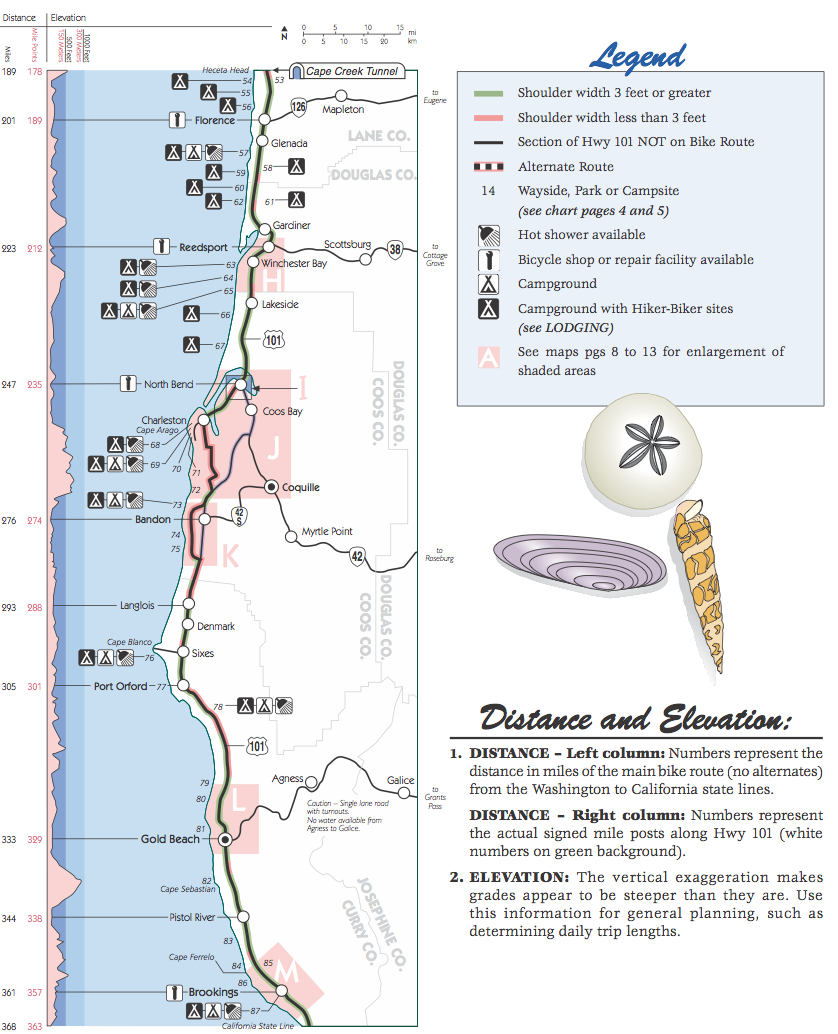 Distance
Elevation
Miles
Mile Points
150 Meters
500 Feet
300 Meters
1000 Feet
N
0 5 10 15 mi
0 5 10 15 20 km
189 178
Heceta Head
53
Cape Creek Tunnel
54
55
56
126
Mapleton
to
Eugene
201 189
Florence
Glenada
LANE CO.
DOUGLAS CO.
57
58
59
60
61
62
Gardiner
223 212
Reedsport
Scottsburg
38
to
Cottage
Grove
Winchester Bay
H
63
64
65
Lakeside
66
101
67
247 235
North Bend
I
Coos Bay
DOUGLAS CO.
COOS CO.
Charleston
Cape Arago
68
69
70
71
72
J
Coquille
73
276 274
Bandon
42
S
Myrtle Point
74
75
K
42
to
Roseburg
293 288
Langlois
Denmark
DOUGLAS CO.
COOS CO.
Cape Blanco
76
Sixes
305 301
Port Orford
77
78
101
79
80
L
Agness
Galice
to
Grants
Pass
Caution – Single lane road
with turnouts.
No water available from
Agness to Galice.
81
333 399
Gold Beach
82
Cape Sebastian
JOSEPHINE CO.
CURRY CO.
344 338
Pistol River
83
Cape Ferrelo
84
85
86
M
361 357
Brookings
87
368 363
California State Line
Legend
Shoulder width 3 feet or greater
Shoulder width less than 3 feet
Section of Hwy 101 NOT on Bike Route
Alternate Route
14 Wayside, Park or Campsite
(see chart pages 4 and 5)
Hot shower available
Bicycle shop or repair facility available
Campground
Campground with Hiker-Biker sites
(see LODGING)
A See maps pgs 8 to 13 for enlargement of
shaded areas
Distance and Elevation:
1. DISTANCE – Left column: Numbers represent the
distance in miles of the main bike route (no alternates)
from the Washington to California state lines.
DISTANCE – Right column: Numbers represent
the actual signed mile posts along Hwy 101 (white
numbers on green background).
2. ELEVATION: The vertical exaggeration makes
grades appear to be steeper than they are. Use
this information for general planning, such as
determining daily trip lengths.